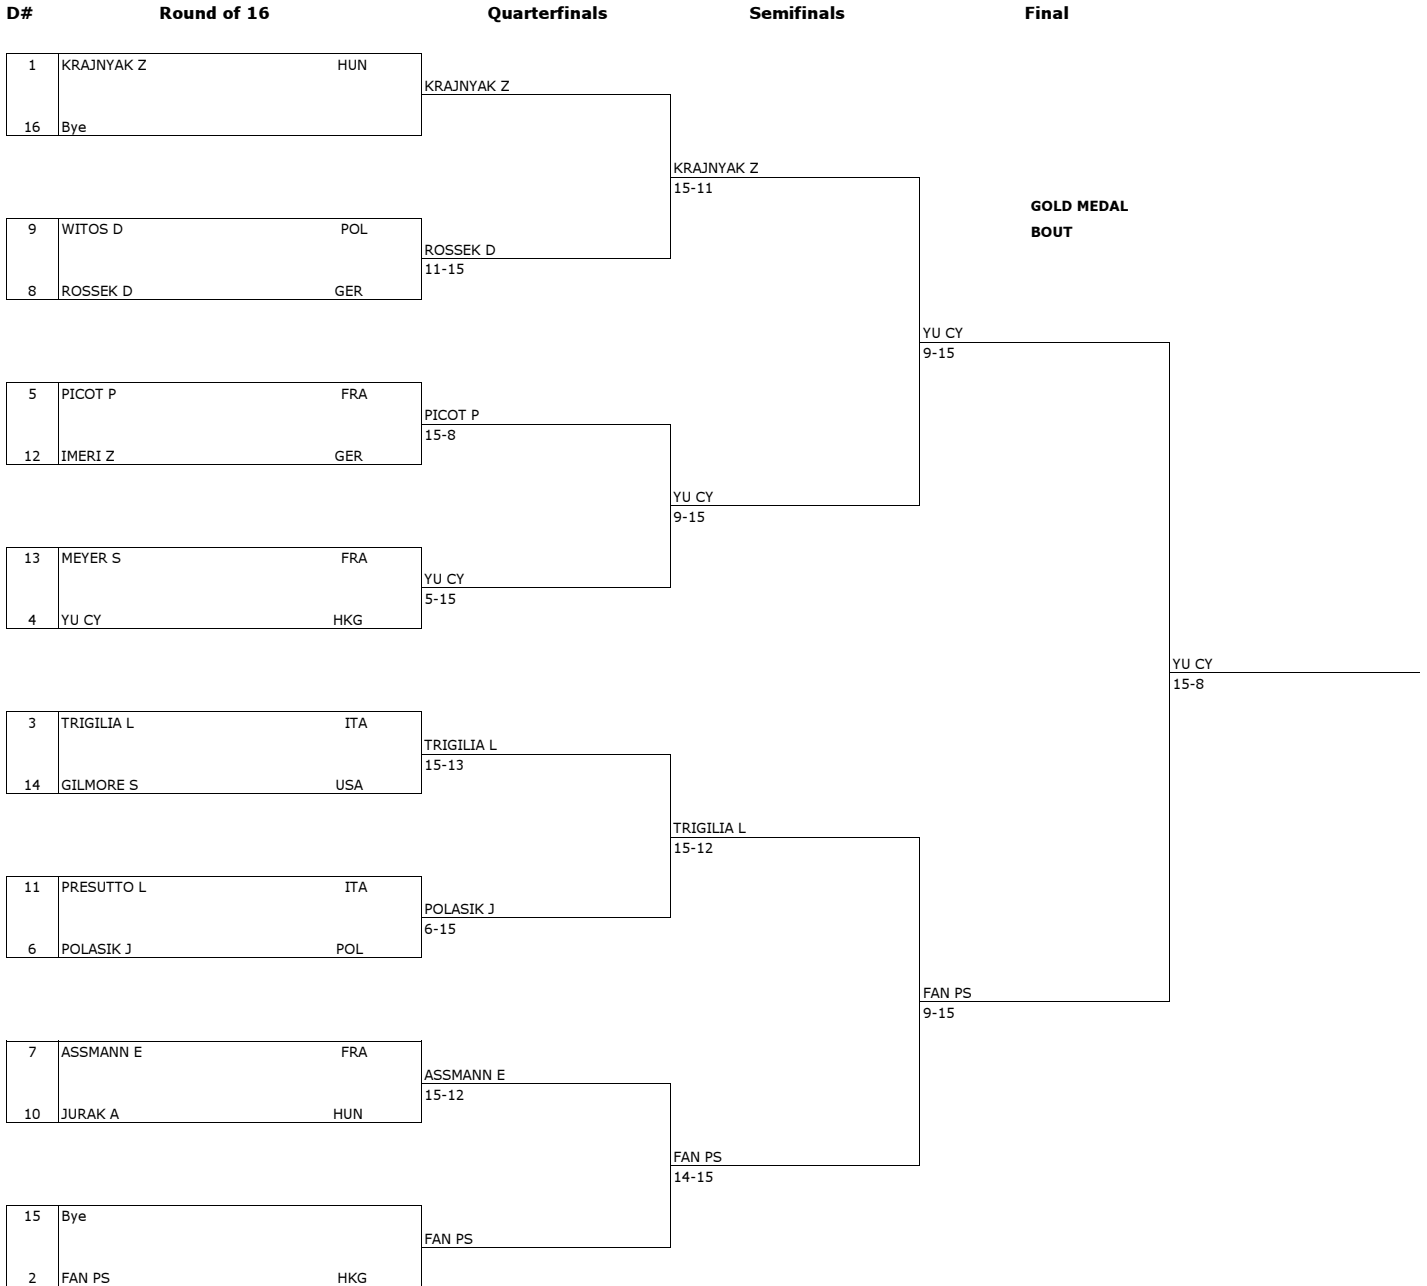 D# Round of 16 Quarterfinals Semifinals Final
1 KRAJNYAK Z HUN
KRAJNYAK Z
16 Bye
KRAJNYAK Z
15-11
GOLD MEDAL
BOUT
9 WITOS D POL
ROSSEK D
11-15
8 ROSSEK D GER
YU CY
9-15
5 PICOT P FRA
PICOT P
15-8
12 IMERI Z GER
YU CY
9-15
13 MEYER S FRA
YU CY
5-15
4 YU CY HKG
YU CY
15-8
3 TRIGILIA L ITA
TRIGILIA L
15-13
14 GILMORE S USA
TRIGILIA L
15-12
11 PRESUTTO L ITA
POLASIK J
6-15
6 POLASIK J POL
FAN PS
9-15
7 ASSMANN E FRA
ASSMANN E
15-12
10 JURAK A HUN
FAN PS
14-15
15 Bye
FAN PS
2 FAN PS HKG